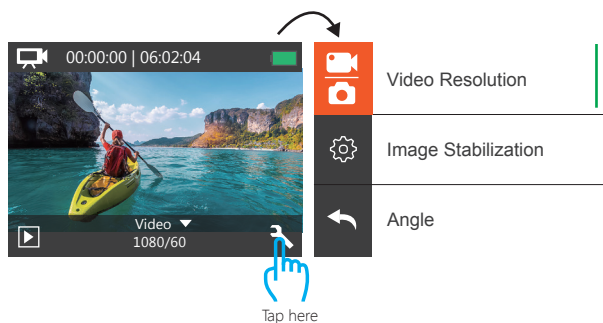 00:00:00 | 06:02:04
Video
1080/60
Tap here
Video Resolution
Image Stabilization
Angle